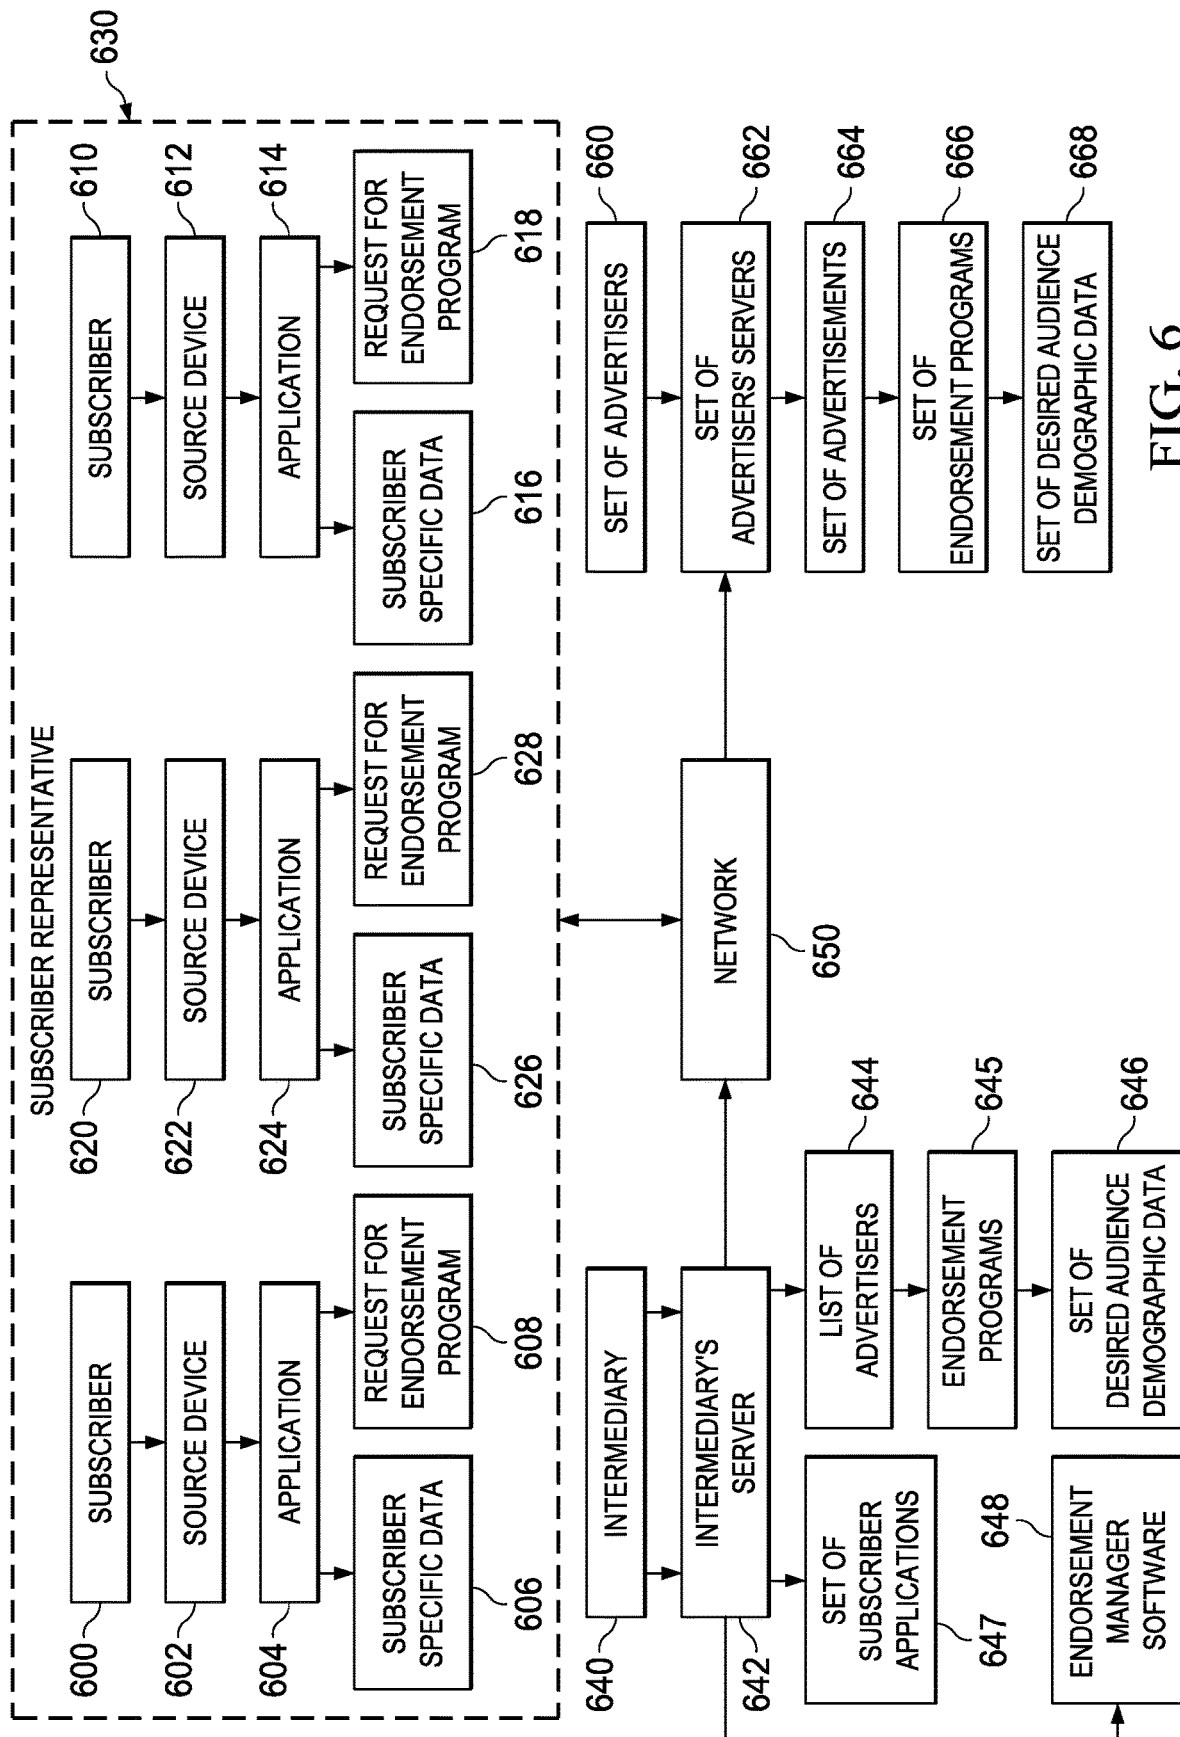 SUBSCRIBER REPRESENTATIVE
630
600
SUBSCRIBER
602
SOURCE DEVICE
604
APPLICATION
SUBSCRIBER
SPECIFIC DATA
606
REQUEST FOR
ENDORSEMENT
PROGRAM
608
620
SUBSCRIBER
622
SOURCE DEVICE
624
APPLICATION
SUBSCRIBER
SPECIFIC DATA
626
REQUEST FOR
ENDORSEMENT
PROGRAM
628
SUBSCRIBER
610
SOURCE DEVICE
612
APPLICATION
614
SUBSCRIBER
SPECIFIC DATA
616
REQUEST FOR
ENDORSEMENT
PROGRAM
618
640
INTERMEDIARY
642
INTERMEDIARY'S
SERVER
SET OF
SUBSCRIBER
APPLICATIONS
647
648
ENDORSEMENT
MANAGER
SOFTWARE
LIST OF
ADVERTISERS
644
ENDORSEMENT
PROGRAMS
645
SET OF
DESIRED AUDIENCE
DEMOGRAPHIC DATA
646
NETWORK
650
SET OF ADVERTISERS
660
SET OF
ADVERTISERS' SERVERS
662
SET OF ADVERTISEMENTS
664
SET OF
ENDORSEMENT PROGRAMS
666
SET OF DESIRED AUDIENCE
DEMOGRAPHIC DATA
668
FIG. 6